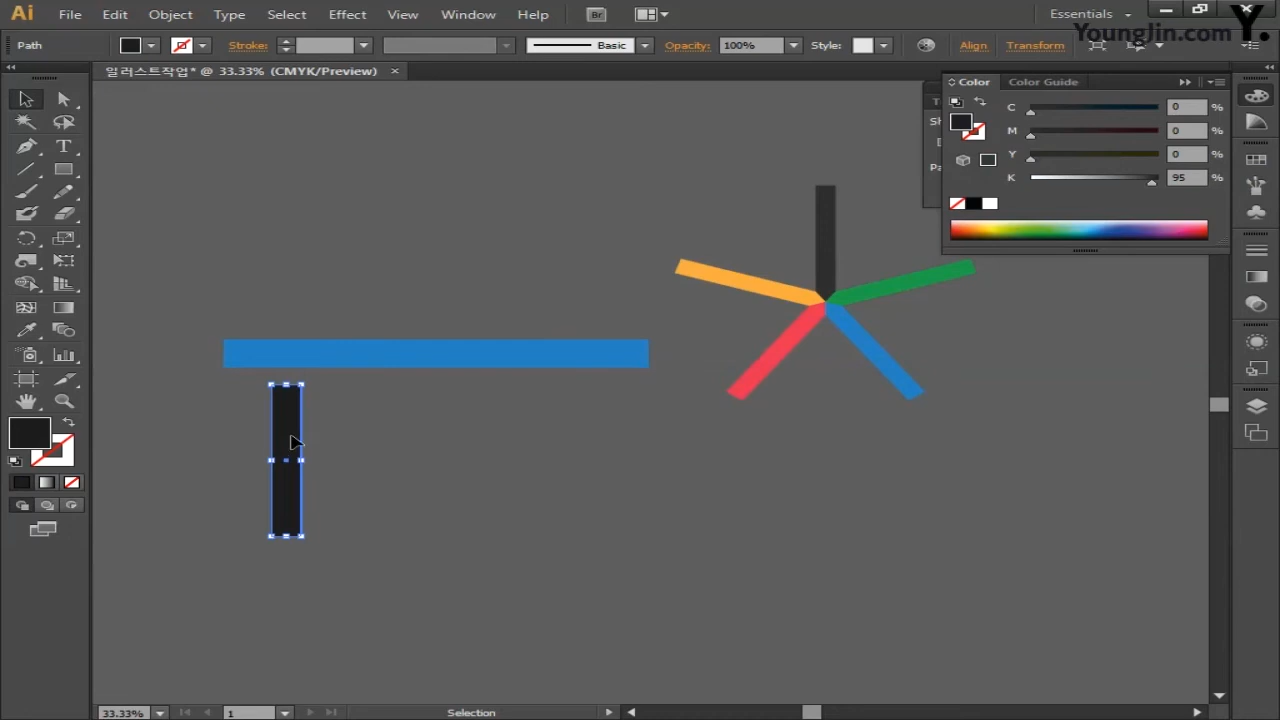 Ai File Edit Object Type Select Effect View Window Help Br Essentials
Y.
YoungJin.com
Path Stroke: Basic Opacity: 100% Style: Align Transform
일러스트작업* @ 33.33% (CMYK/Preview) ×
Color Color Guide
C 0 %
M 0 %
Y 0 %
K 95 %
T
33.33% 1 Selection